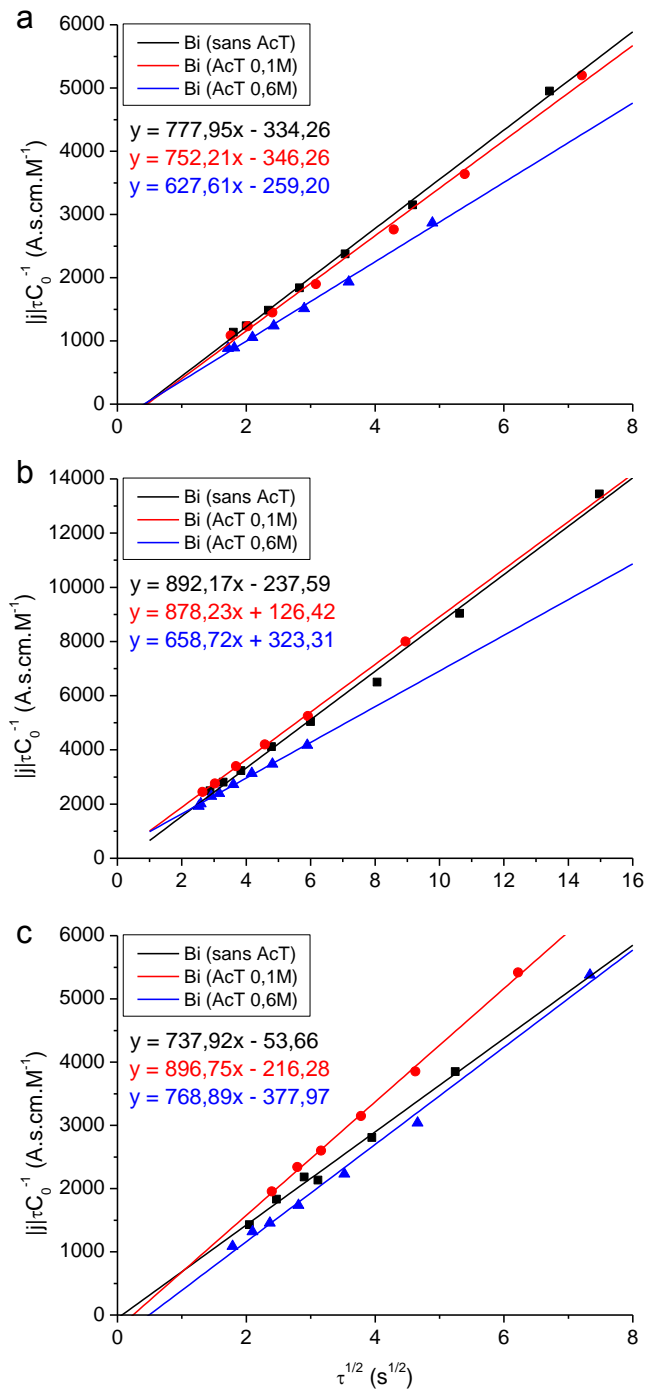 a
|j|τC₀⁻¹ (A.s.cm.M⁻¹)
6000
5000
4000
3000
2000
1000
0
Bi (sans AcT)
Bi (AcT 0,1M)
Bi (AcT 0,6M)
y = 777,95x - 334,26
y = 752,21x - 346,26
y = 627,61x - 259,20
0 2 4 6 8
b
|j|τC₀⁻¹ (A.s.cm.M⁻¹)
14000
12000
10000
8000
6000
4000
2000
0
Bi (sans AcT)
Bi (AcT 0,1M)
Bi (AcT 0,6M)
y = 892,17x - 237,59
y = 878,23x + 126,42
y = 658,72x + 323,31
0 2 4 6 8 10 12 14 16
c
|j|τC₀⁻¹ (A.s.cm.M⁻¹)
6000
5000
4000
3000
2000
1000
0
Bi (sans AcT)
Bi (AcT 0,1M)
Bi (AcT 0,6M)
y = 737,92x - 53,66
y = 896,75x - 216,28
y = 768,89x - 377,97
0 2 4 6 8
τ^1/2 (s^1/2)